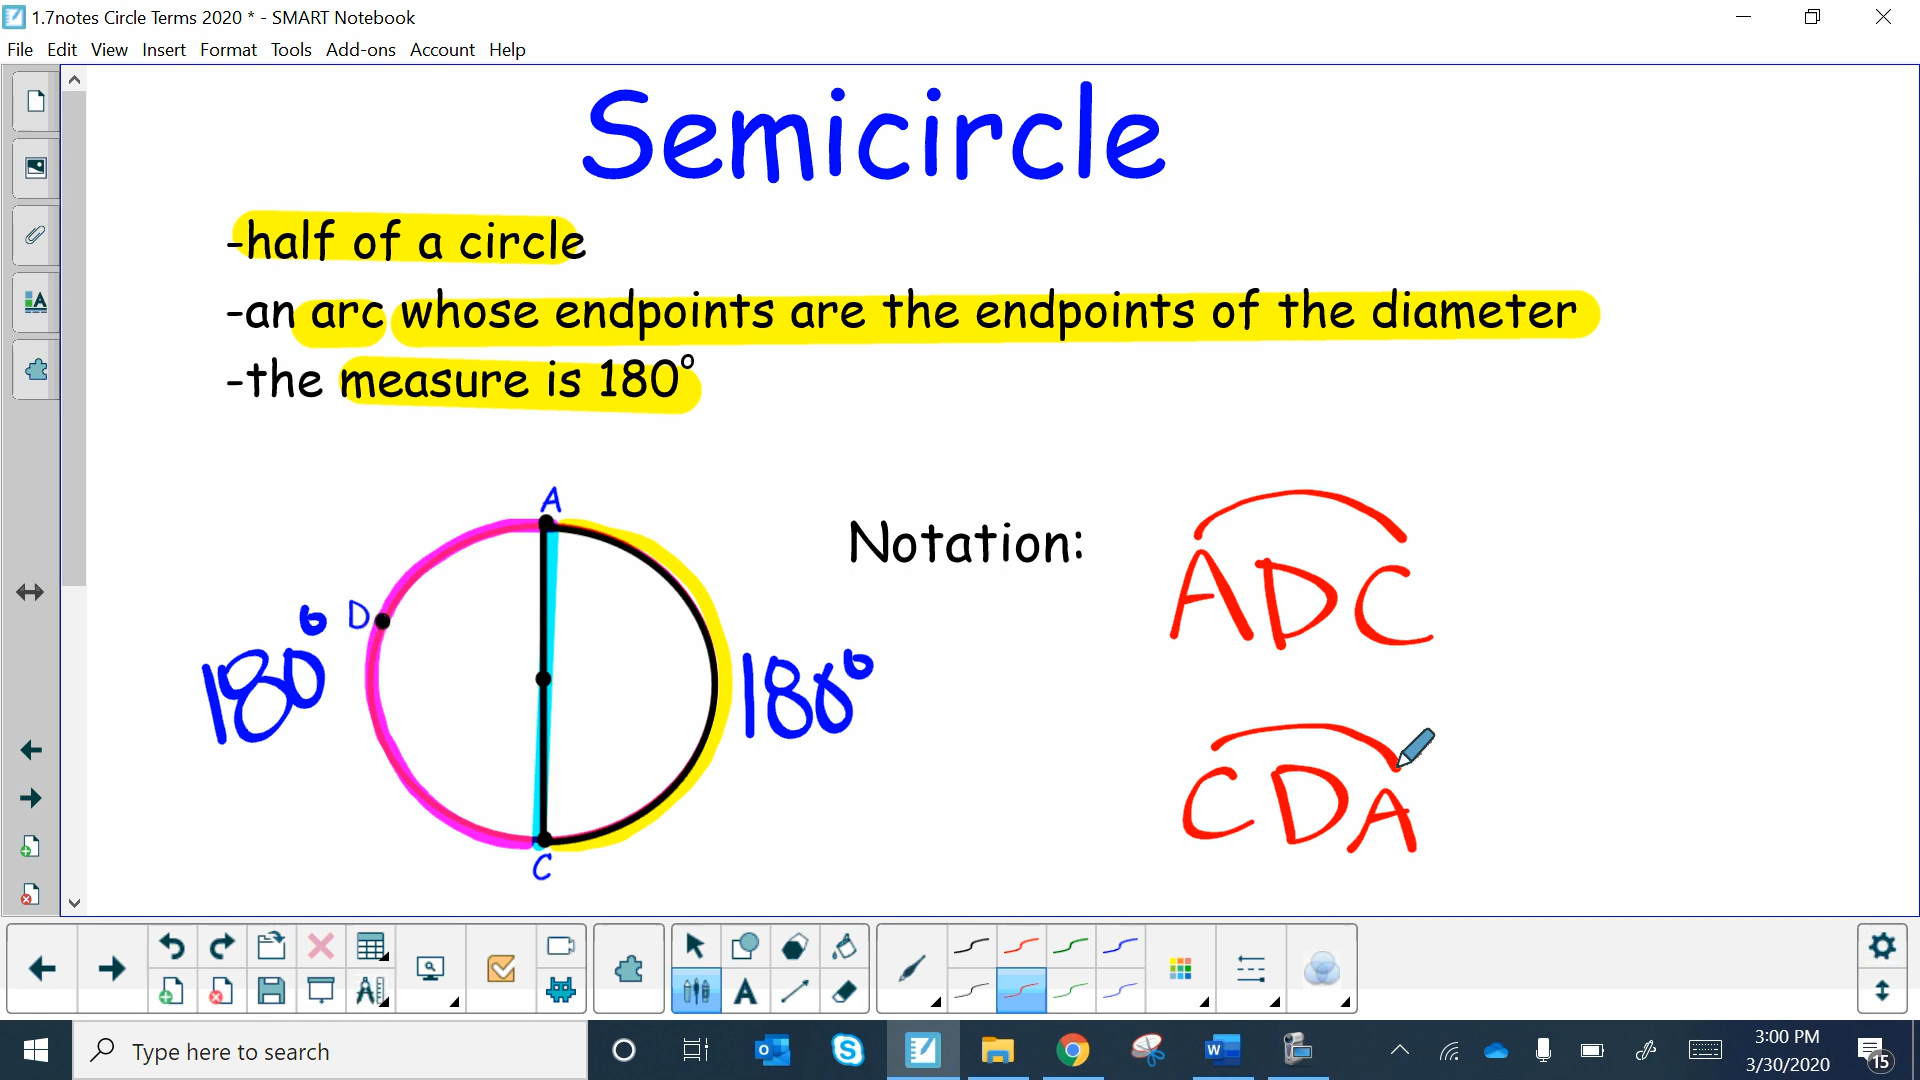 1.7notes Circle Terms 2020 * - SMART Notebook
File Edit View Insert Format Tools Add-ons Account Help
Semicircle
-half of a circle
-an arc whose endpoints are the endpoints of the diameter
-the measure is 180°
A
Notation:
ADC
D
180°
180°
CDA
C
Type here to search
3:00 PM
3/30/2020
15